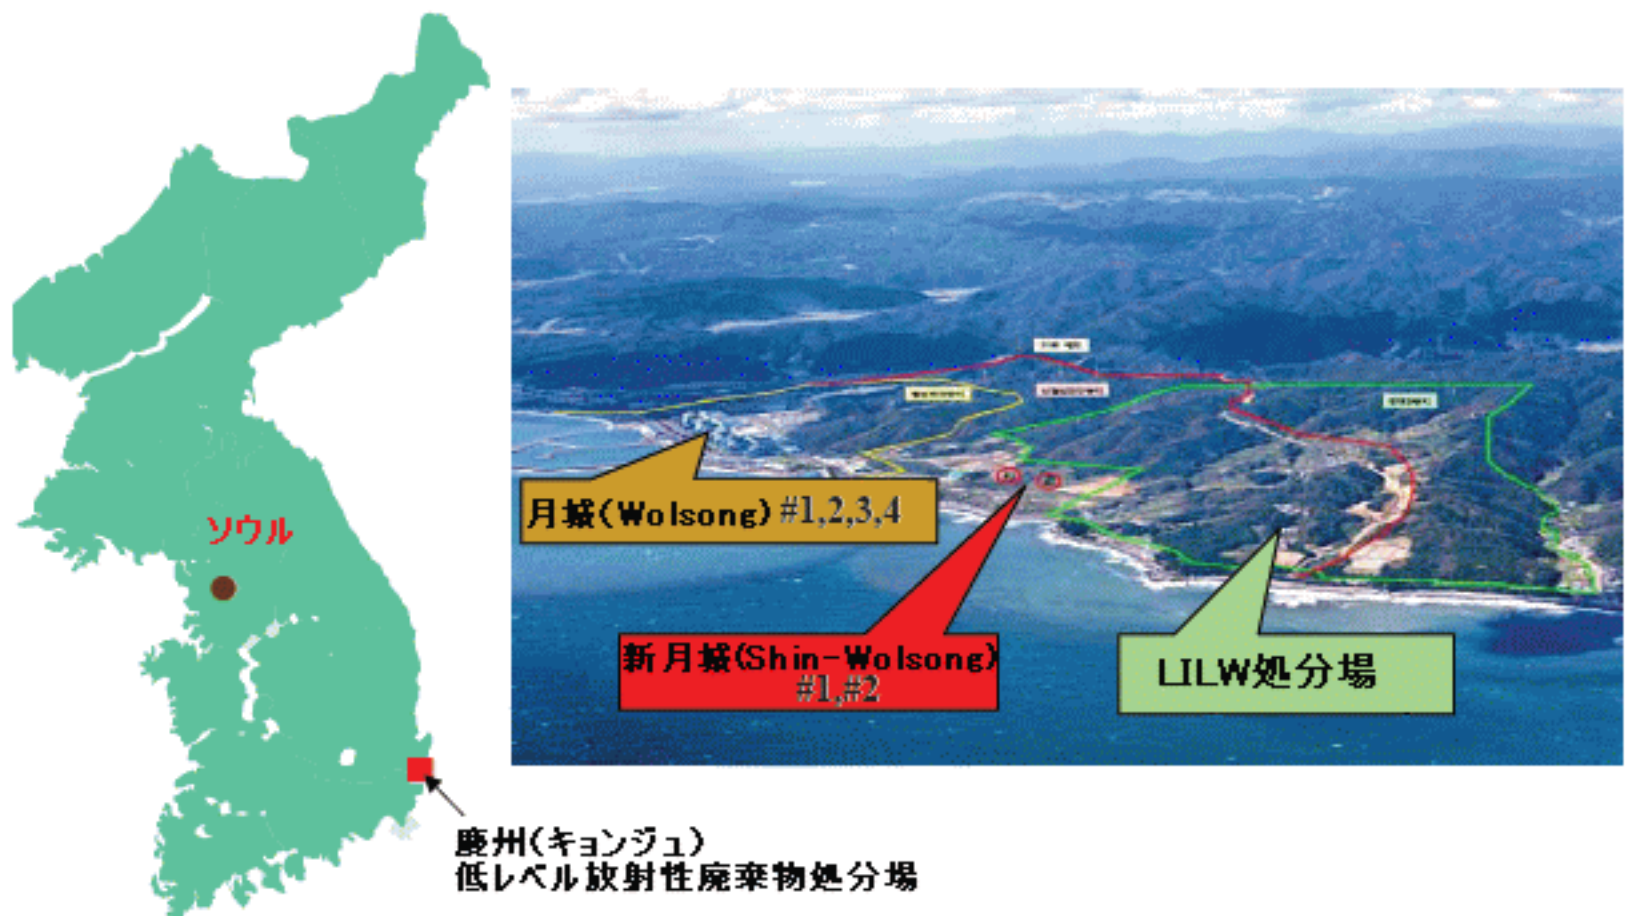 ソウル
月城(Wolsong) #1,2,3,4
新月城(Shin-Wolsong)
#1,#2
LILW処分場
慶州(キョンジュ)
低レベル放射性廃棄物処分場